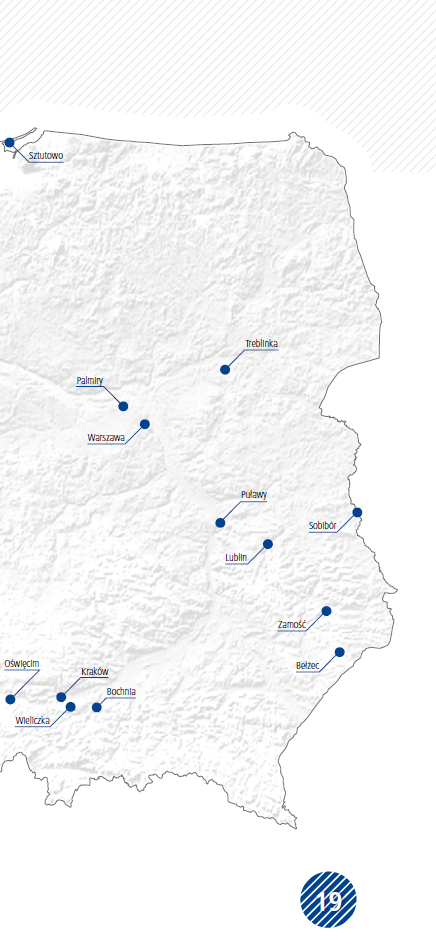 Sztutowo
Treblinka
Palmiry
Warszawa
Puławy
Sobibór
Lublin
Zamość
Bełżec
Oświęcim
Kraków
Bochnia
Wieliczka
19